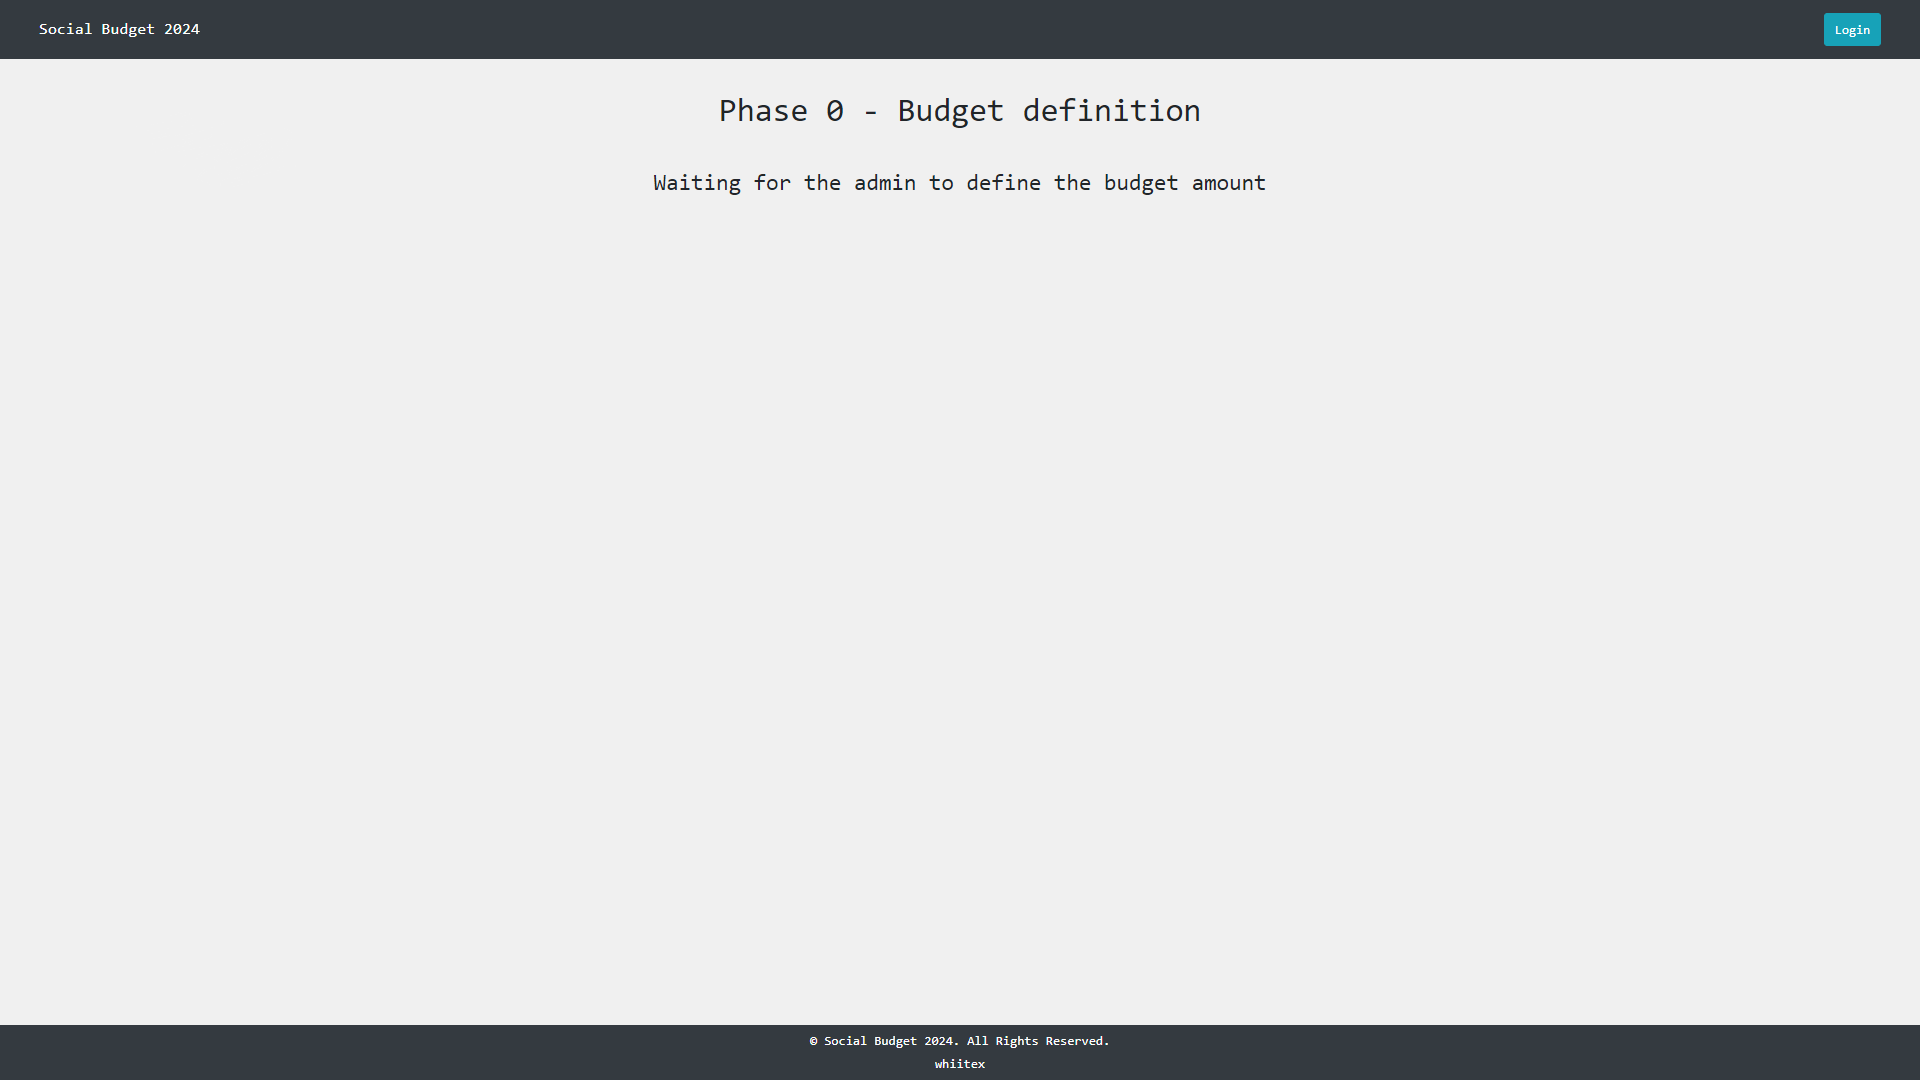 Social Budget 2024
Login
Phase 0 - Budget definition
Waiting for the admin to define the budget amount
© Social Budget 2024. All Rights Reserved.
whiitex